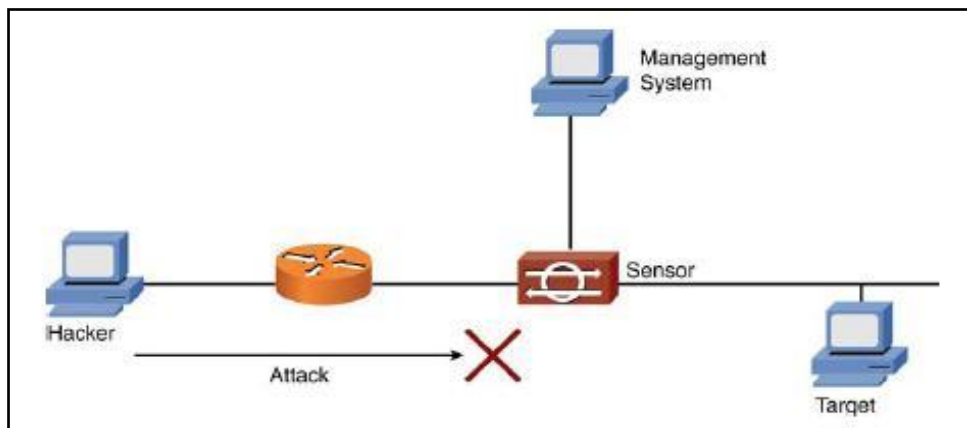 Management
System
Sensor
Hacker
Attack
Target